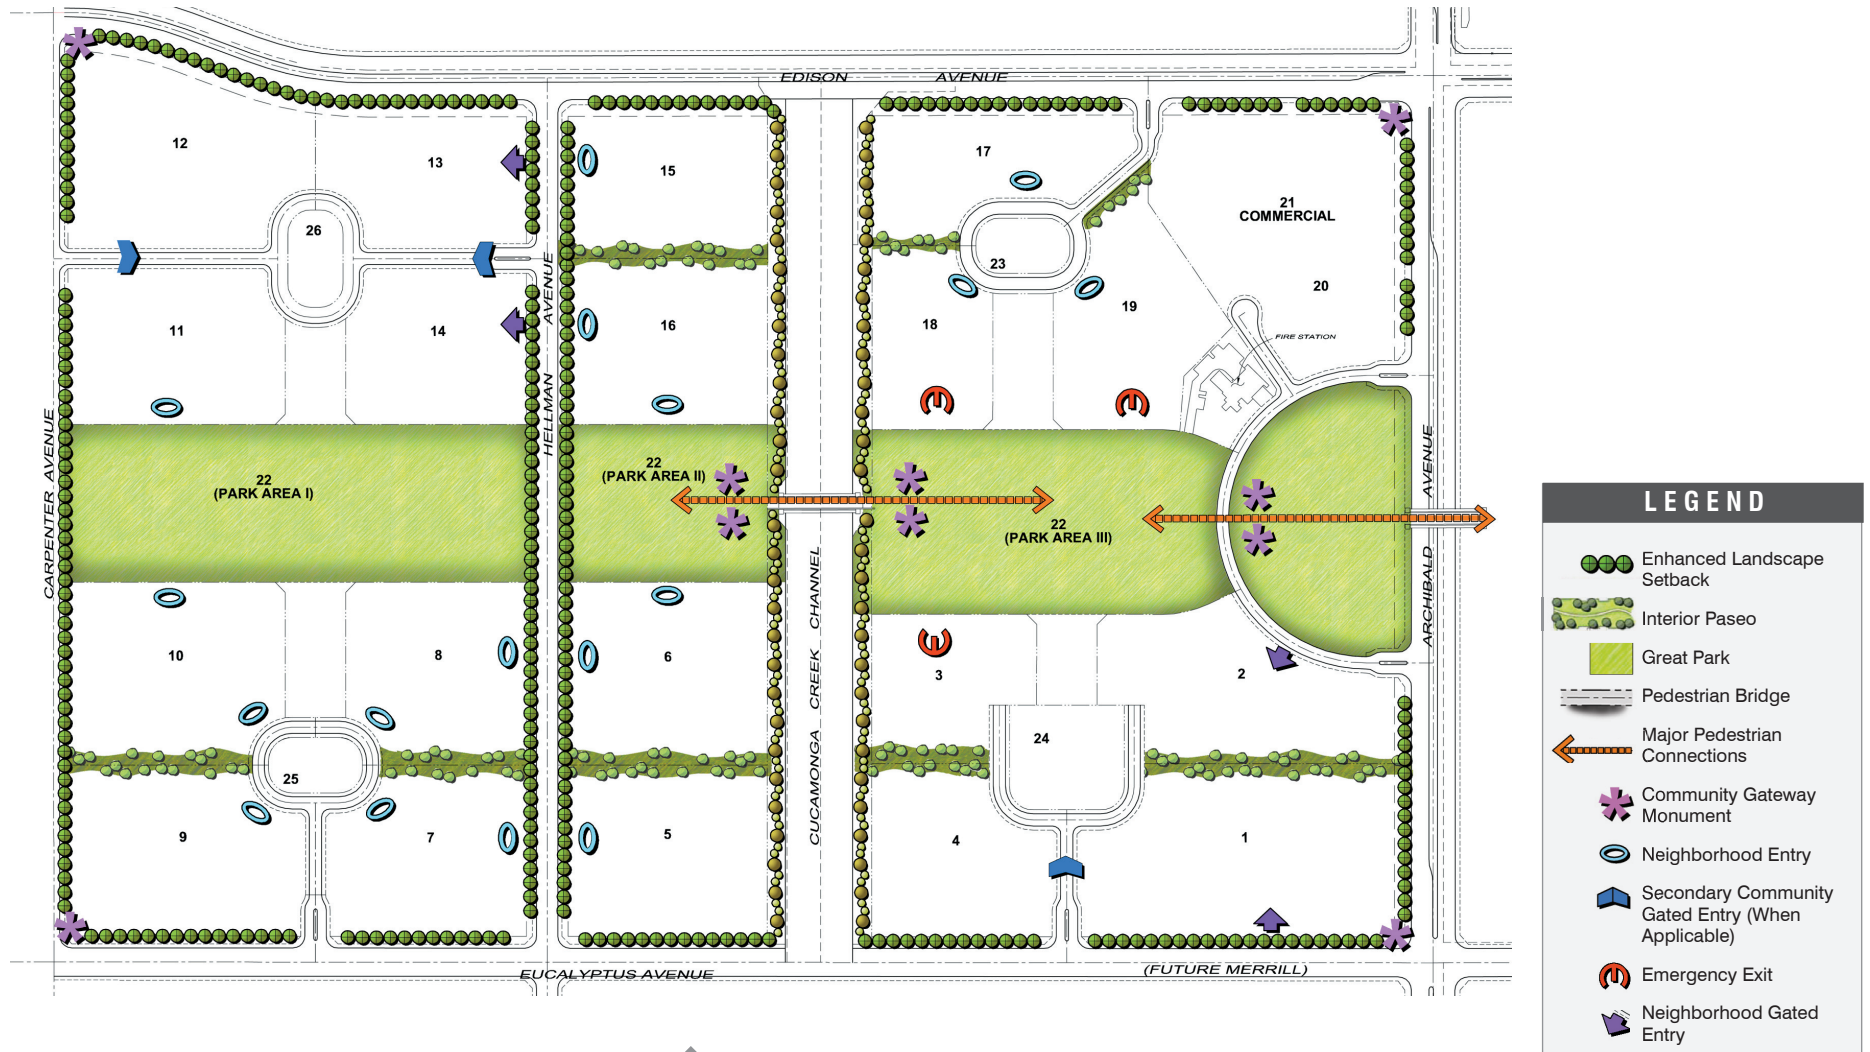 EDISON AVENUE
12
13
15
17
21
COMMERCIAL
26
23
20
19
11
14
16
18
FIRE STATION
HELLMAN AVENUE
CARPENTER AVENUE
22
(PARK AREA I)
22
(PARK AREA II)
22
(PARK AREA III)
ARCHIBALD AVENUE
CUCAMONGA CREEK CHANNEL
10
8
6
3
2
24
25
9
7
5
4
1
EUCALYPTUS AVENUE
(FUTURE MERRILL)
LEGEND
Enhanced Landscape
Setback
Interior Paseo
Great Park
Pedestrian Bridge
Major Pedestrian
Connections
Community Gateway
Monument
Neighborhood Entry
Secondary Community
Gated Entry (When
Applicable)
Emergency Exit
Neighborhood Gated
Entry